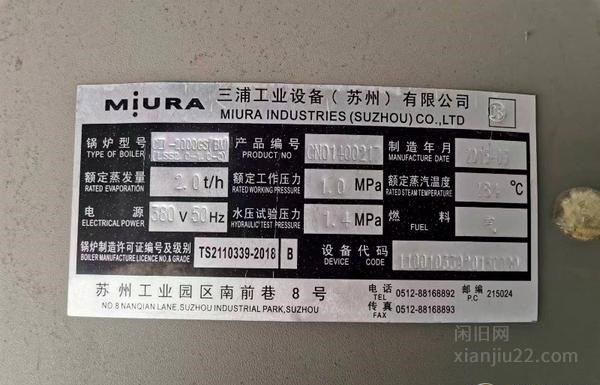 MIURA 三浦工业设备（苏州）有限公司
MIURA INDUSTRIES (SUZHOU) CO.,LTD
锅炉型号 产品编号 制造年月
TYPE OF BOILER PRODUCT NO
额定蒸发量 2.0 t/h 额定工作压力 1.0 MPa 额定蒸汽温度 184 ℃
RATED EVAPORATION RATED WORKING PRESSURE RATED STEAM TEMPERATURE
电源 380V 50Hz 水压试验压力 1.4 MPa 燃料 气
ELECTRICAL POWER HYDRAULIC TEST PRESSURE FUEL
锅炉制造许可证编号及级别 TS2110339-2018 B 设备代码
BOILER MANUFACTURE LICENCE NO.& GRADE DEVICE CODE
苏州工业园区南前巷8号 电话 TEL 0512-88168892 邮编 P.C 215024
NO.8 NANQIAN LANE,SUZHOU INDUSTRIAL PARK,SUZHOU 传真 FAX 0512-88168893
闲旧网
xianjiu22.com